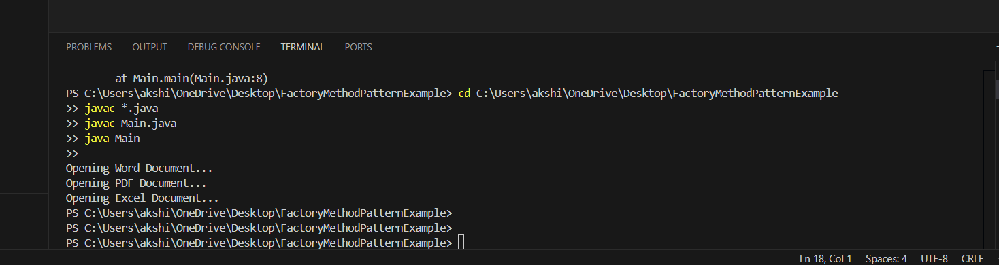 PROBLEMS OUTPUT DEBUG CONSOLE TERMINAL PORTS
at Main.main(Main.java:8)
PS C:\Users\akshi\OneDrive\Desktop\FactoryMethodPatternExample> cd C:\Users\akshi\OneDrive\Desktop\FactoryMethodPatternExample
>> javac *.java
>> javac Main.java
>> java Main
>>
Opening Word Document...
Opening PDF Document...
Opening Excel Document...
PS C:\Users\akshi\OneDrive\Desktop\FactoryMethodPatternExample>
PS C:\Users\akshi\OneDrive\Desktop\FactoryMethodPatternExample>
PS C:\Users\akshi\OneDrive\Desktop\FactoryMethodPatternExample>
Ln 18, Col 1 Spaces: 4 UTF-8 CRLF